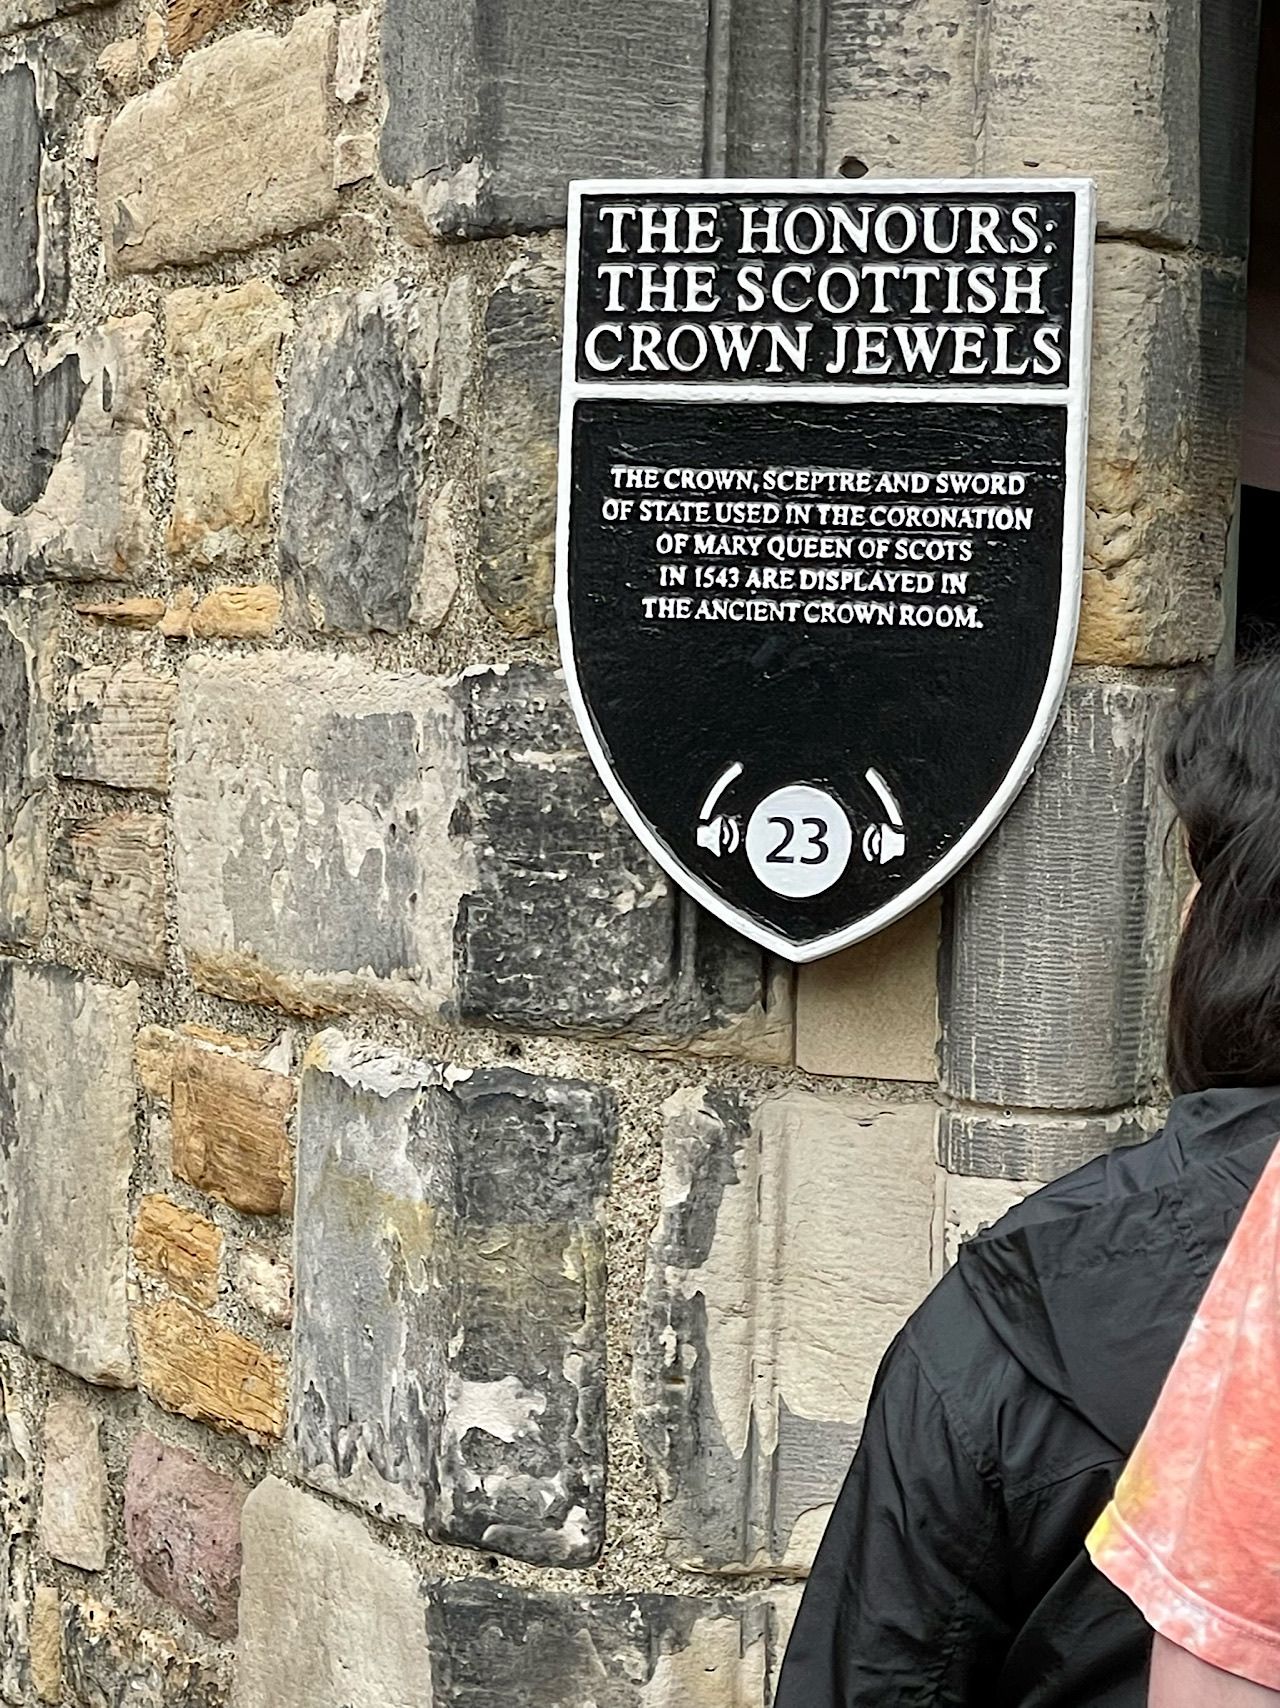 THE HONOURS:
THE SCOTTISH
CROWN JEWELS
THE CROWN, SCEPTRE AND SWORD
OF STATE USED IN THE CORONATION
OF MARY QUEEN OF SCOTS
IN 1543 ARE DISPLAYED IN
THE ANCIENT CROWN ROOM.
23